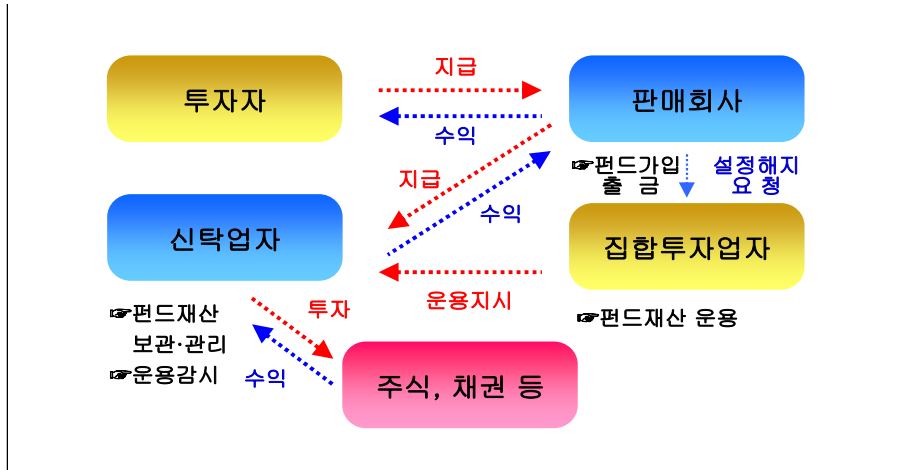 지급
투자자
판매회사
수익
☞펀드가입
출 금
설정해지
요 청
지급
수익
신탁업자
집합투자업자
운용지시
☞펀드재산
보관·관리
☞운용감시
투자
수익
☞펀드재산 운용
주식, 채권 등